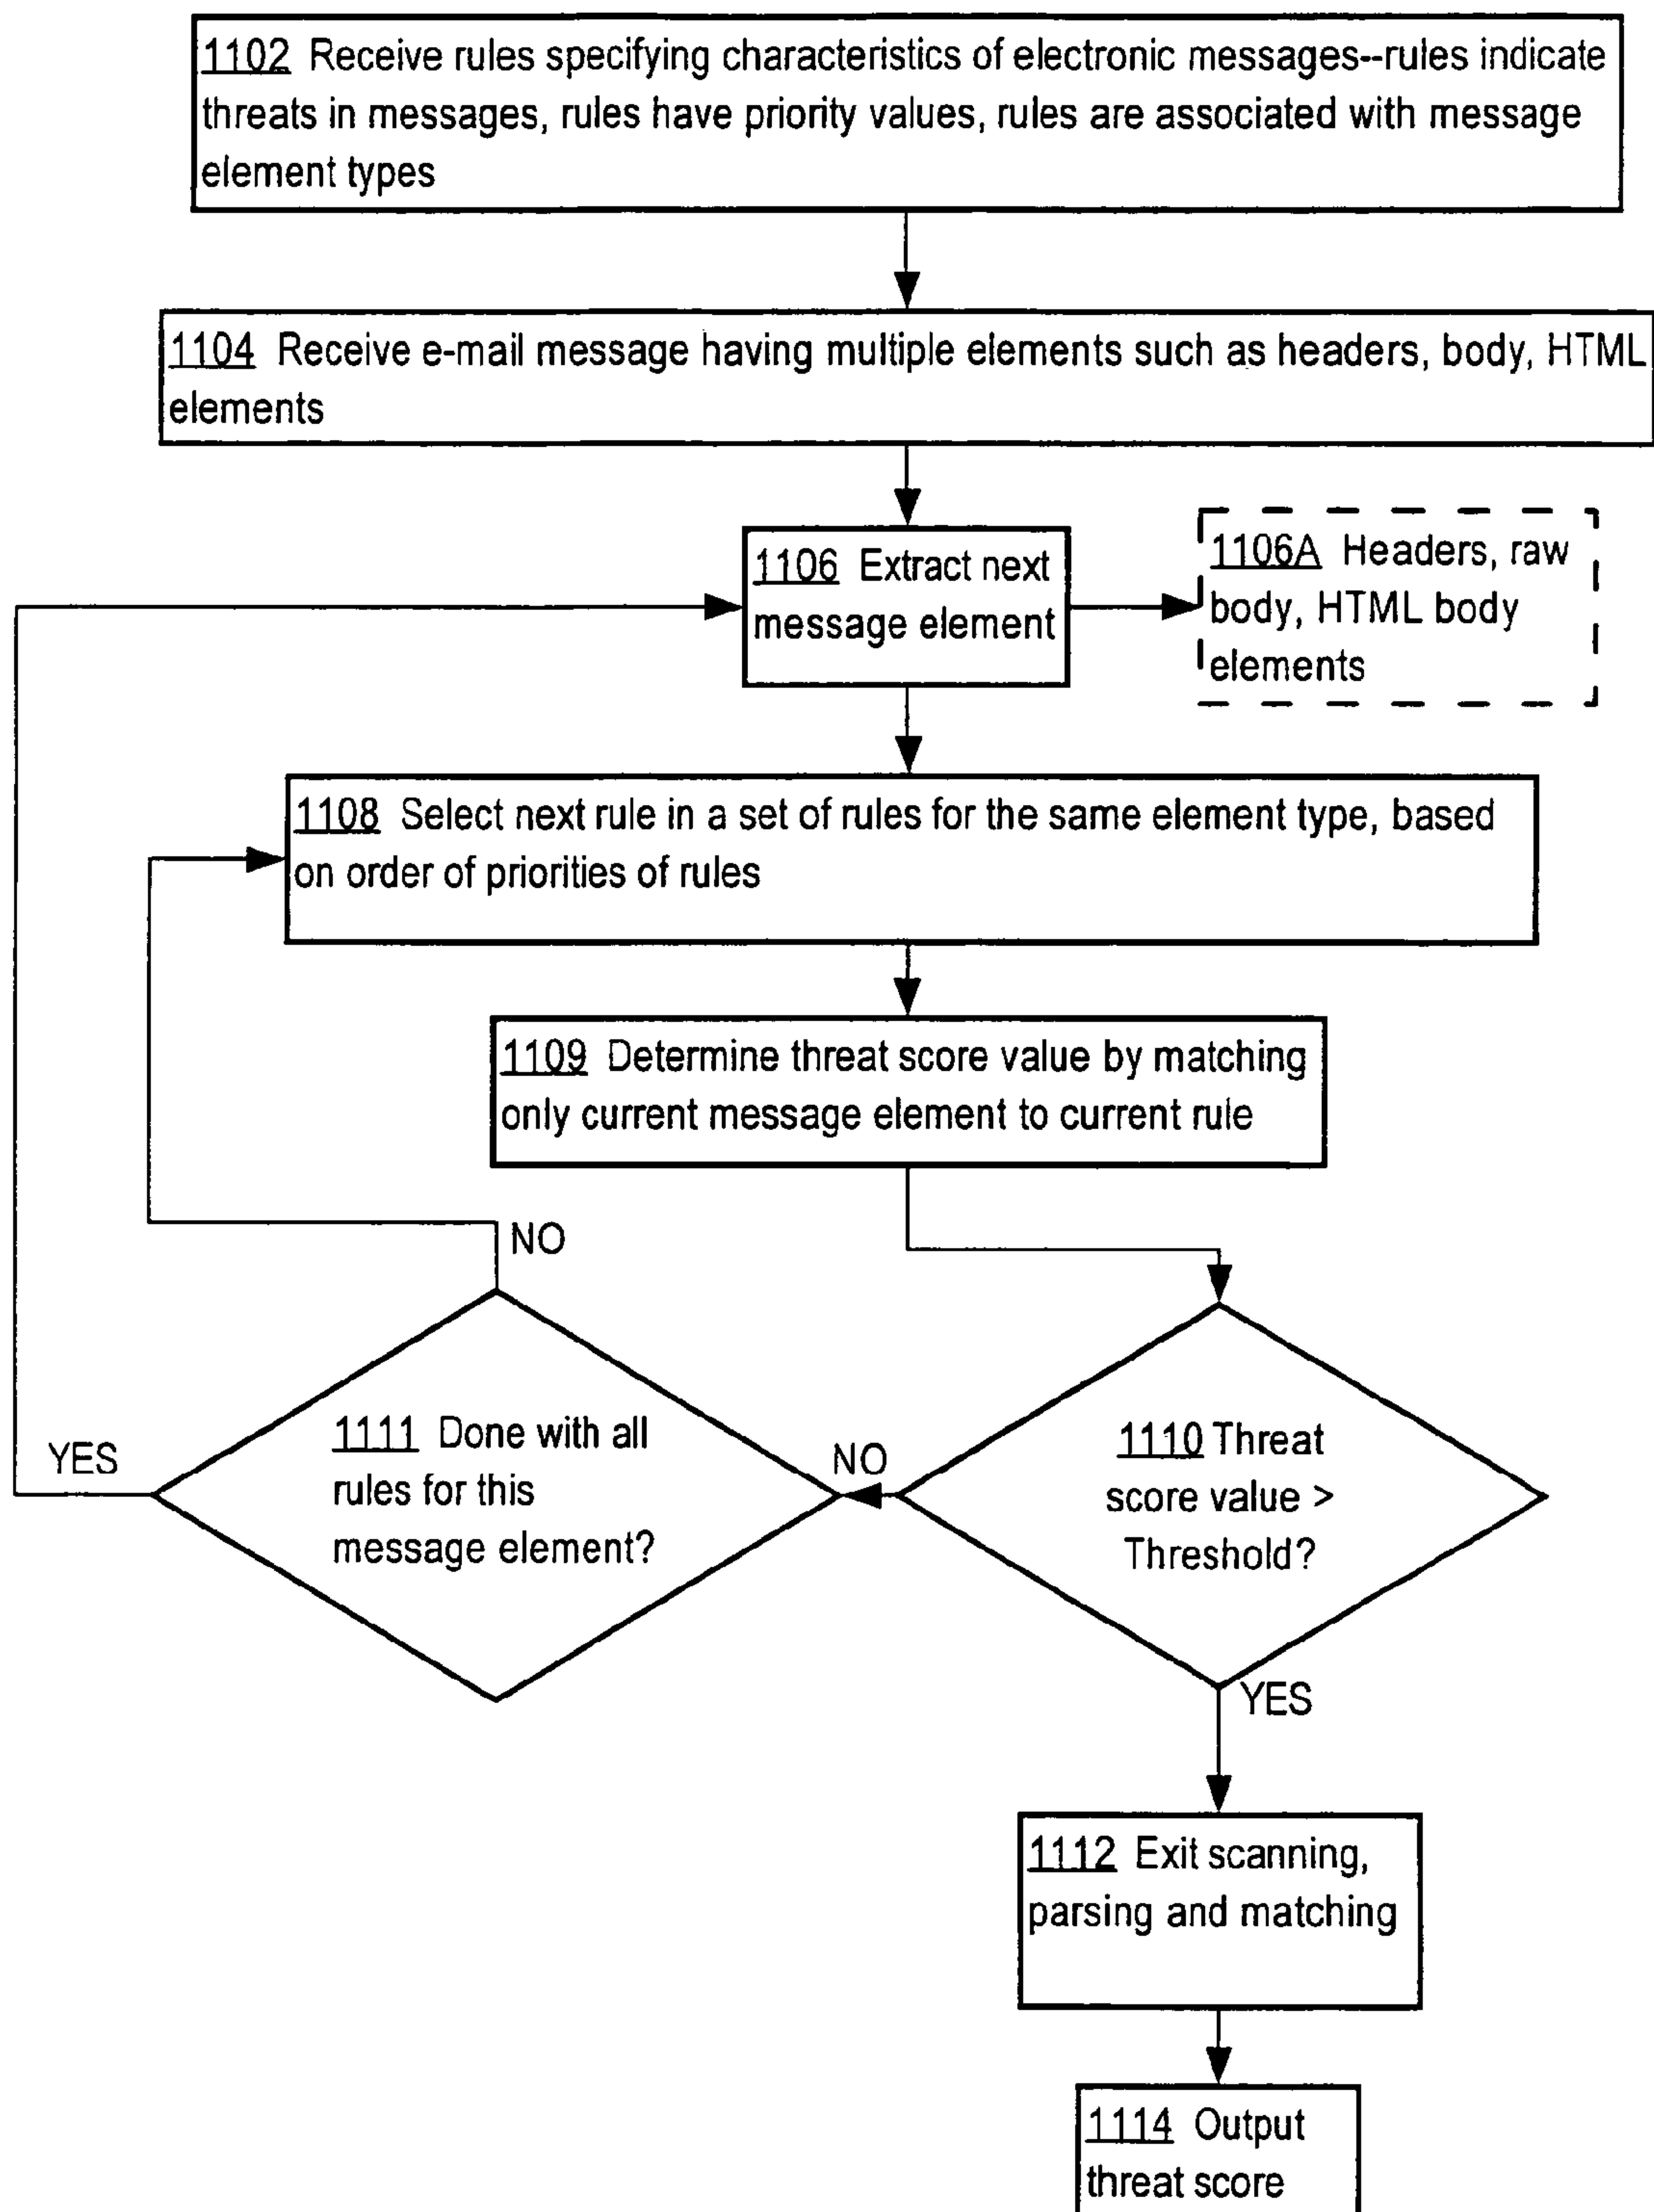 1102 Receive rules specifying characteristics of electronic messages--rules indicate
threats in messages, rules have priority values, rules are associated with message
element types
1104 Receive e-mail message having multiple elements such as headers, body, HTML
elements
1106 Extract next
message element
1106A Headers, raw
body, HTML body
elements
1108 Select next rule in a set of rules for the same element type, based
on order of priorities of rules
1109 Determine threat score value by matching
only current message element to current rule
NO
1111 Done with all
rules for this
message element?
YES
NO
1110 Threat
score value >
Threshold?
YES
1112 Exit scanning,
parsing and matching
1114 Output
threat score